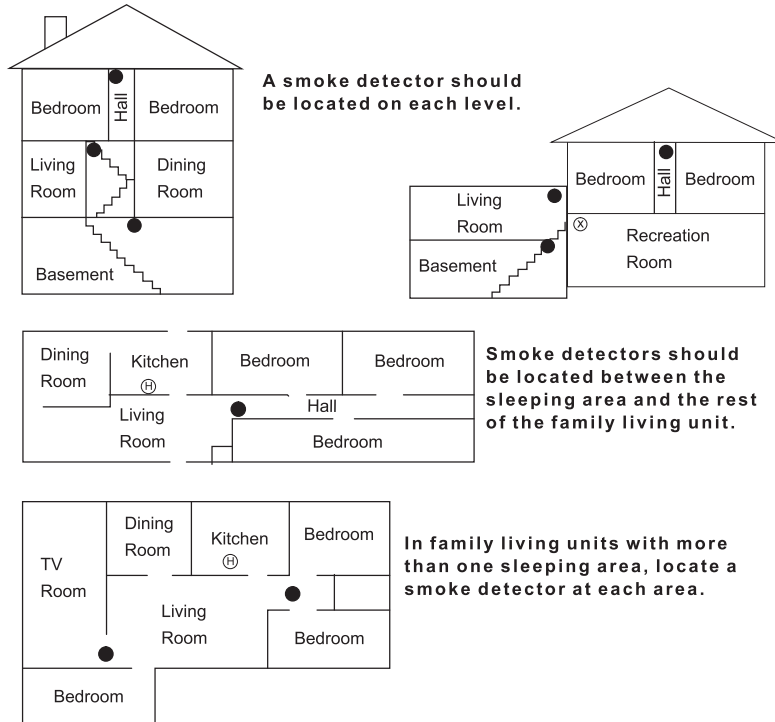 A smoke detector should
be located on each level.
Bedroom
Hall
Bedroom
Living
Room
Dining
Room
Basement
Bedroom
Hall
Bedroom
Living
Room
Basement
X
Recreation
Room
Dining
Room
Kitchen
H
Bedroom
Bedroom
Living
Room
Hall
Bedroom
Smoke detectors should
be located between the
sleeping area and the rest
of the family living unit.
TV
Room
Dining
Room
Kitchen
H
Bedroom
Living
Room
Bedroom
Bedroom
In family living units with more
than one sleeping area, locate a
smoke detector at each area.